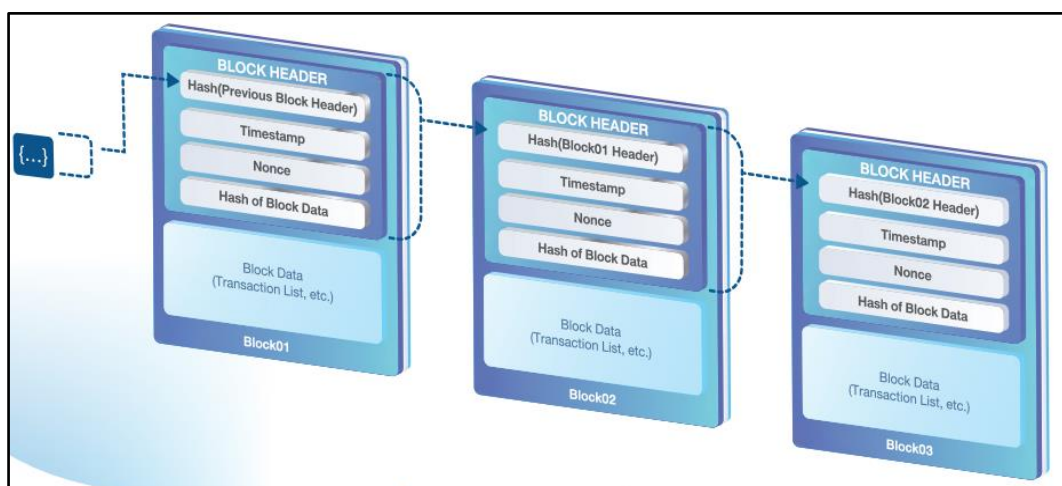 {...}
BLOCK HEADER
Hash(Previous Block Header)
Timestamp
Nonce
Hash of Block Data
Block Data
(Transaction List, etc.)
Block01
BLOCK HEADER
Hash(Block01 Header)
Timestamp
Nonce
Hash of Block Data
Block Data
(Transaction List, etc.)
Block02
BLOCK HEADER
Hash(Block02 Header)
Timestamp
Nonce
Hash of Block Data
Block Data
(Transaction List, etc.)
Block03